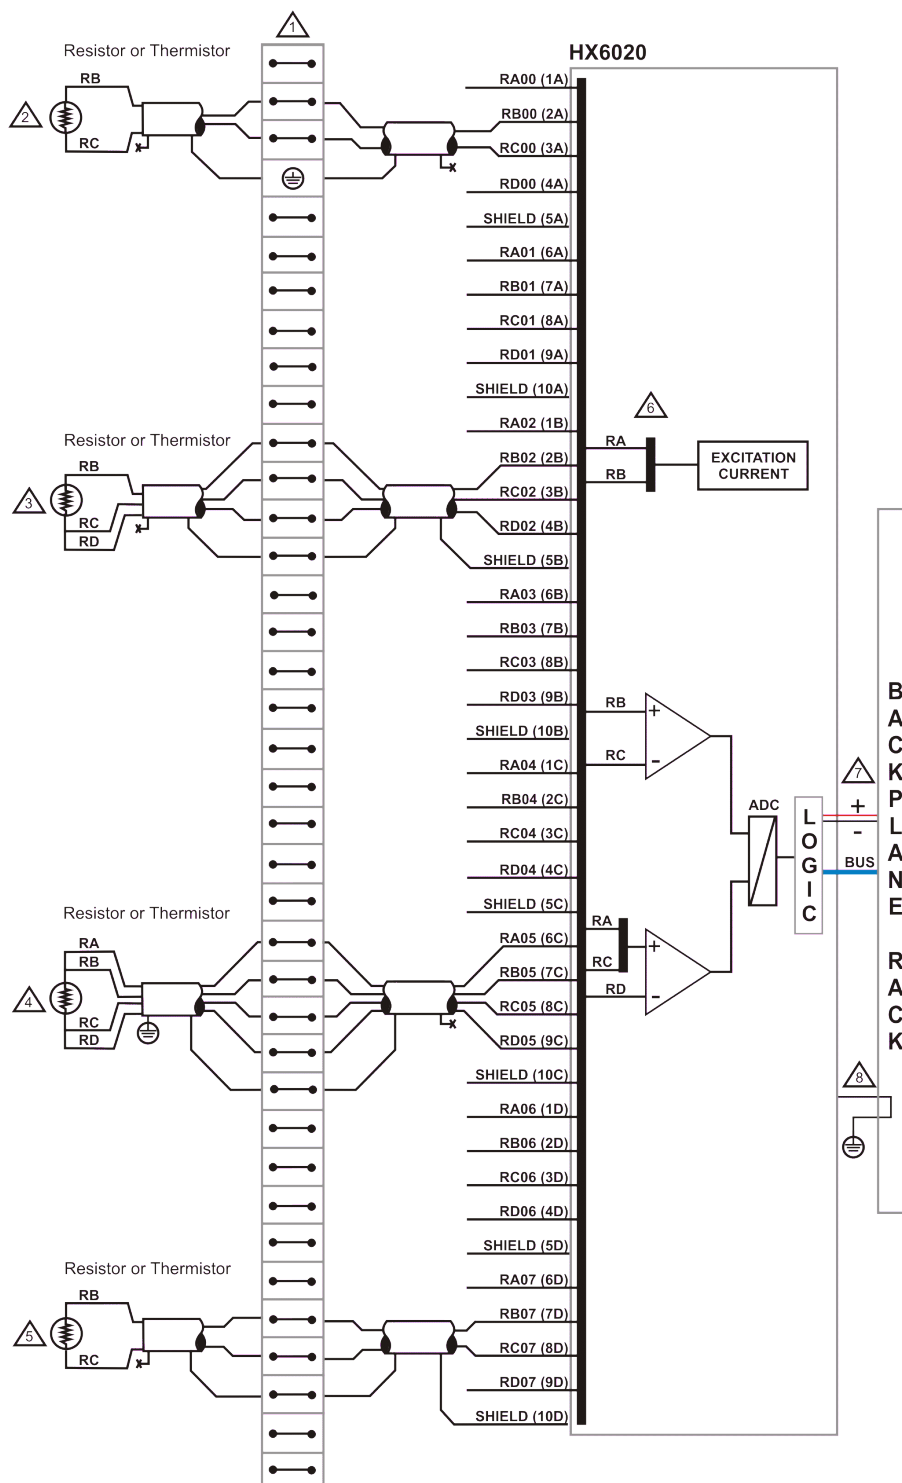 1
Resistor or Thermistor
HX6020
RB
RA00 (1A)
2
RB00 (2A)
RC
RC00 (3A)
RD00 (4A)
SHIELD (5A)
RA01 (6A)
RB01 (7A)
RC01 (8A)
RD01 (9A)
SHIELD (10A)
6
RA02 (1B)
Resistor or Thermistor
RA
RB02 (2B)
EXCITATION
CURRENT
RB
RB
3
RC02 (3B)
RC
RD02 (4B)
RD
SHIELD (5B)
RA03 (6B)
RB03 (7B)
RC03 (8B)
RD03 (9B)
RB
+
SHIELD (10B)
RC
-
RA04 (1C)
7
RB04 (2C)
ADC
+
-
RC04 (3C)
LOGIC
BUS
BACKPLANE RACK
RD04 (4C)
SHIELD (5C)
Resistor or Thermistor
RA
RA
RA05 (6C)
+
RB
RC
RB05 (7C)
4
RD
-
RC
RC05 (8C)
RD
RD05 (9C)
SHIELD (10C)
8
RA06 (1D)
RB06 (2D)
RC06 (3D)
RD06 (4D)
SHIELD (5D)
Resistor or Thermistor
RA07 (6D)
RB
RB07 (7D)
5
RC
RC07 (8D)
RD07 (9D)
SHIELD (10D)